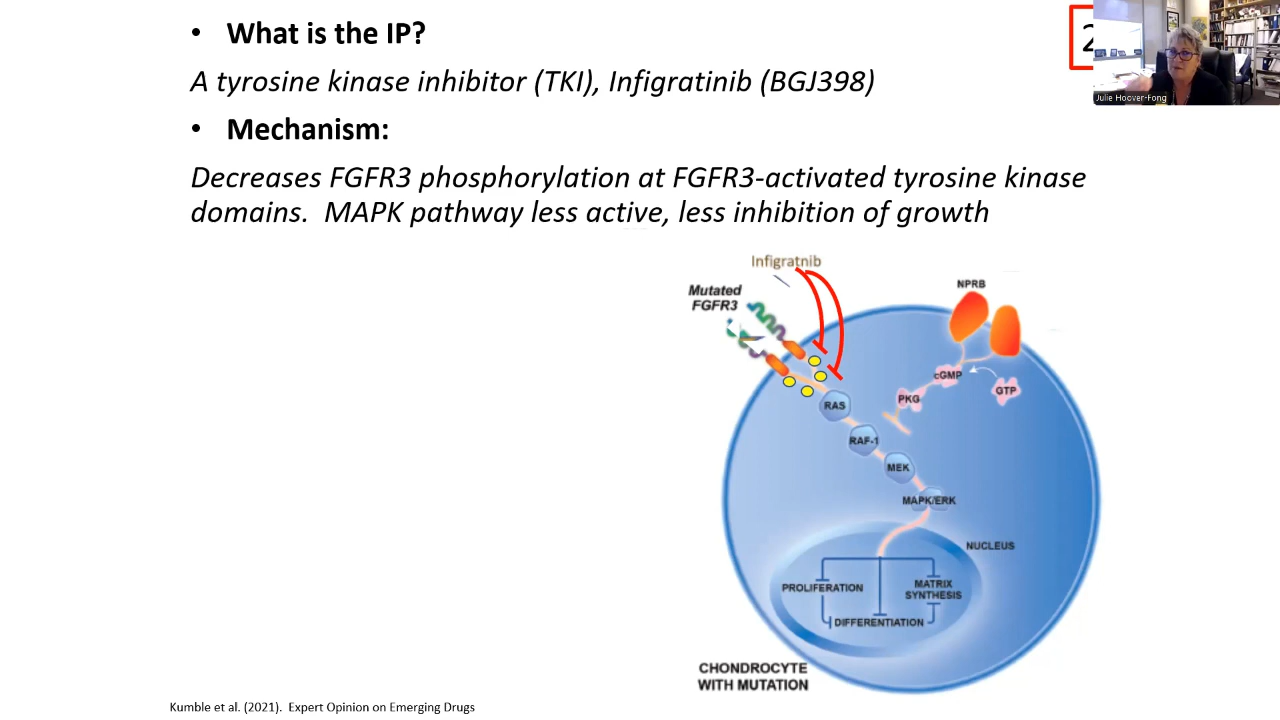 • What is the IP?
2
A tyrosine kinase inhibitor (TKI), Infigratinib (BGJ398)
Julie Hoover-Fong
• Mechanism:
Decreases FGFR3 phosphorylation at FGFR3-activated tyrosine kinase
domains. MAPK pathway less active, less inhibition of growth
Infigratnib
Mutated
FGFR3
NPRB
cGMP
GTP
PKG
RAS
RAF-1
MEK
MAPK/ERK
NUCLEUS
PROLIFERATION
MATRIX
SYNTHESIS
DIFFERENTIATION
CHONDROCYTE
WITH MUTATION
Kumble et al. (2021). Expert Opinion on Emerging Drugs